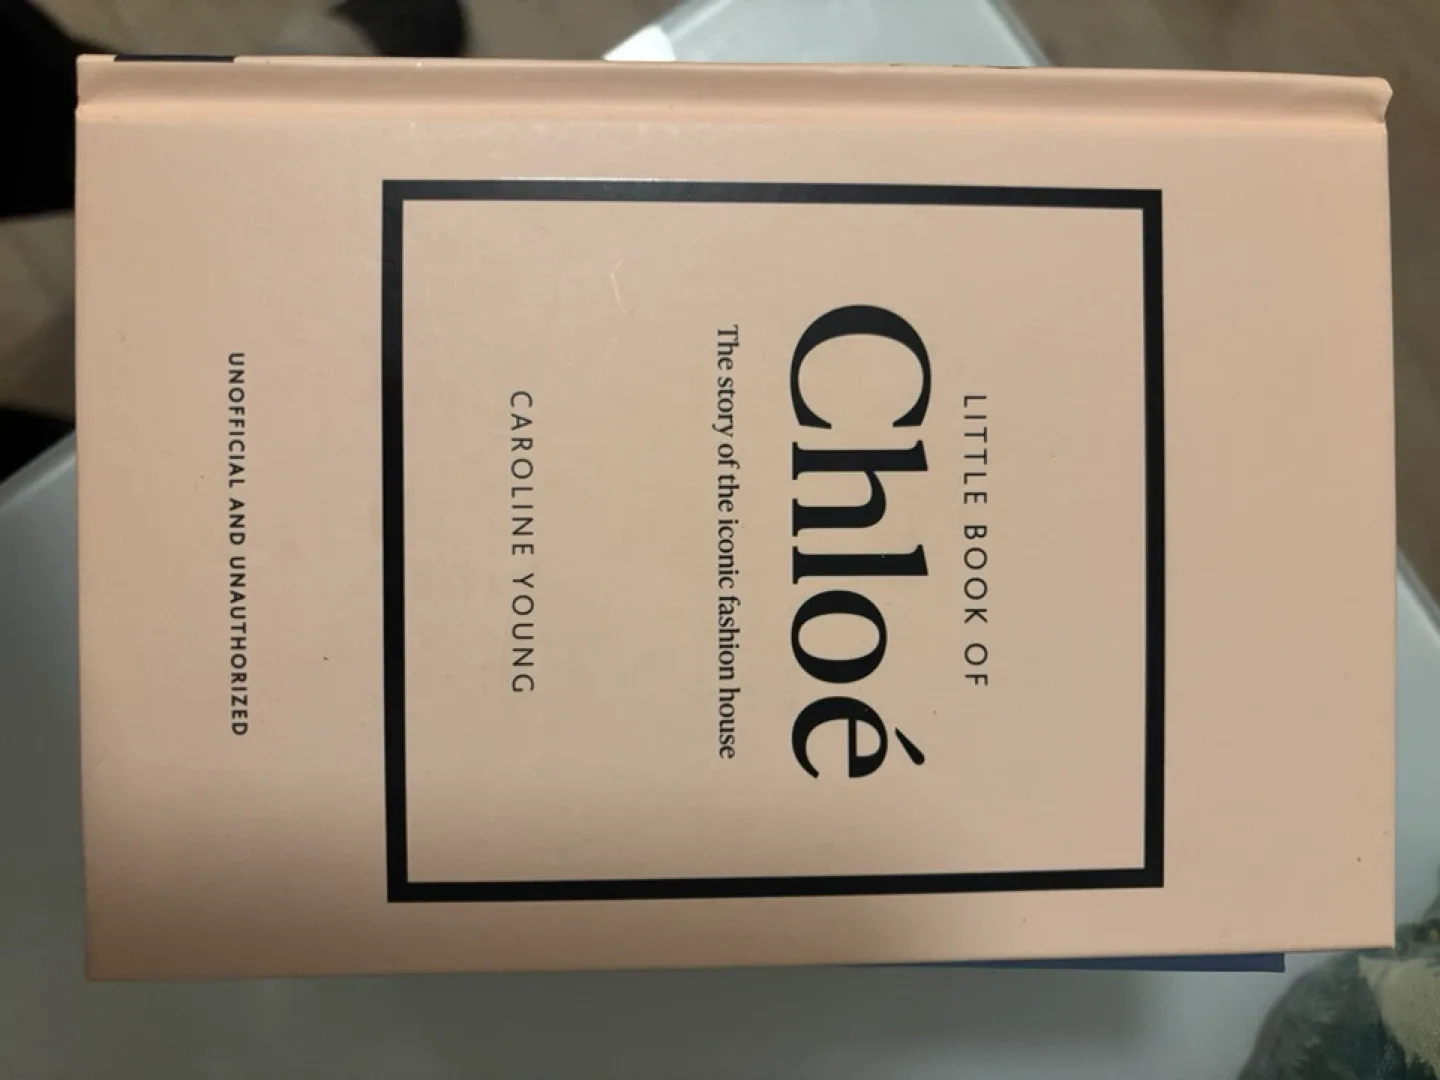 LITTLE BOOK OF
Chloé
The story of the iconic fashion house
CAROLINE YOUNG
UNOFFICIAL AND UNAUTHORIZED